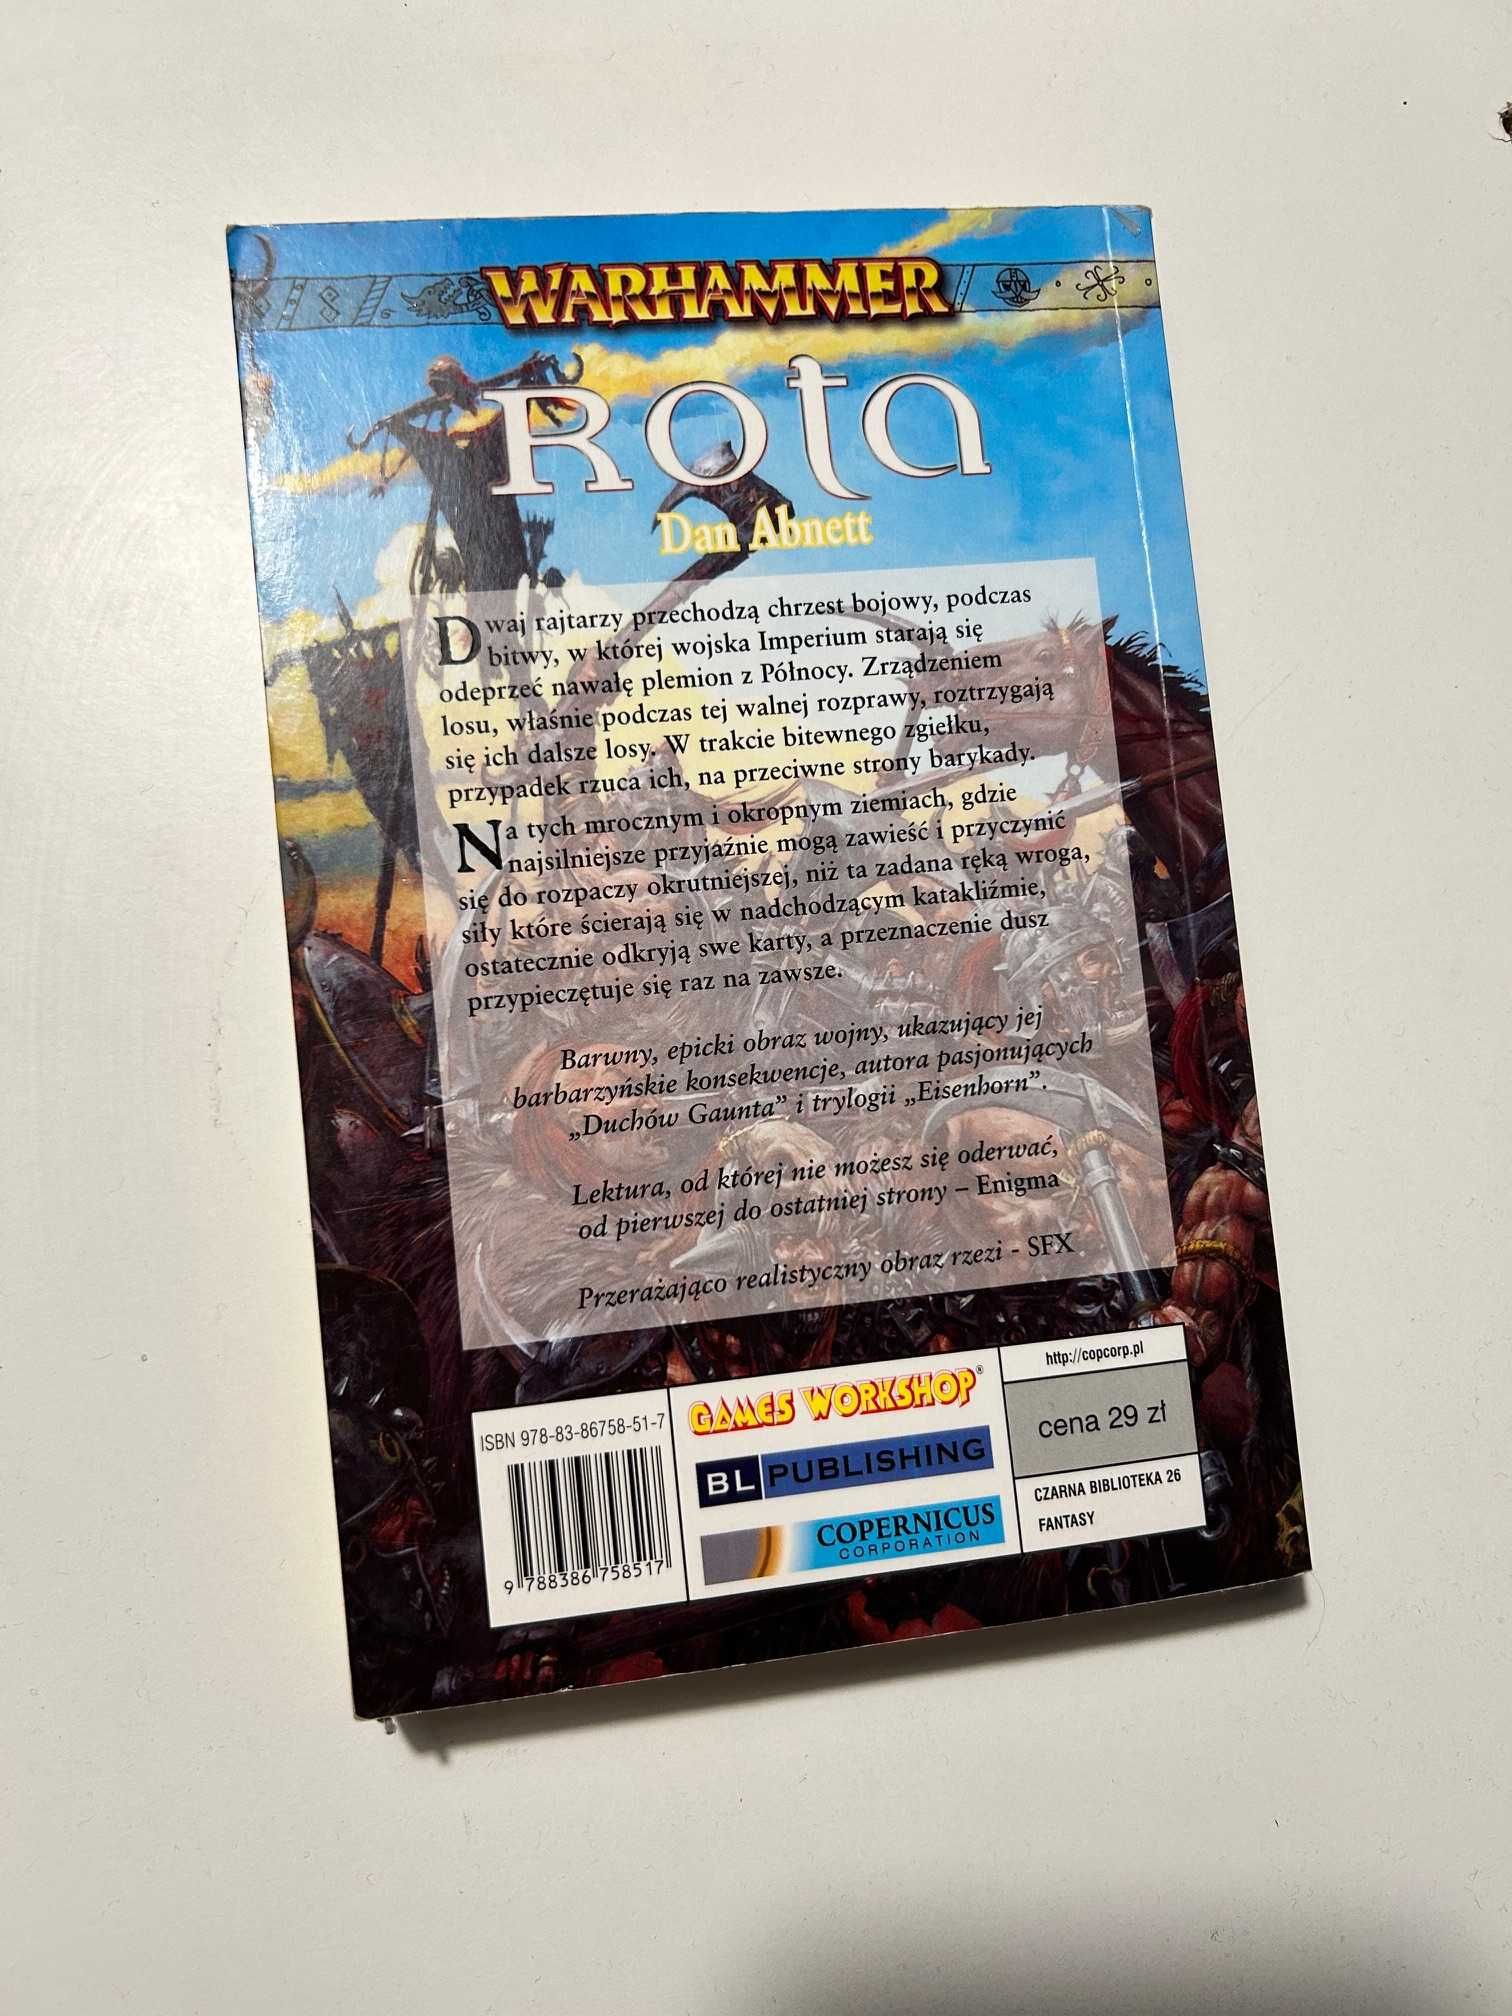 WARHAMMER
Rota
Dan Abnett
Dwaj rajtarzy przechodzą chrzest bojowy, podczas
bitwy, w której wojska Imperium starają się
odeprzeć nawałę plemion z Północy. Zrządzeniem
losu, właśnie podczas tej walnej rozprawy, roztrzygają
się ich dalsze losy. W trakcie bitewnego zgiełku,
przypadek rzuca ich, na przeciwne strony barykady.
Na tych mrocznym i okropnym ziemiach, gdzie
najsilniejsze przyjaźnie mogą zawieść i przyczynić
się do rozpaczy okrutniejszej, niż ta zadana ręką wroga,
siły które ścierają się w nadchodzącym katakliźmie,
ostatecznie odkryją swe karty, a przeznaczenie dusz
przypieczętuje się raz na zawsze.
Barwny, epicki obraz wojny, ukazujący jej
barbarzyńskie konsekwencje, autora pasjonujących
„Duchów Gaunta” i trylogii „Eisenhorn”.
Lektura, od której nie możesz się oderwać,
od pierwszej do ostatniej strony – Enigma
Przerażająco realistyczny obraz rzezi - SFX
ISBN 978-83-86758-51-7
9 788386 758517
GAMES WORKSHOP®
BL PUBLISHING
COPERNICUS
CORPORATION
http://copcorp.pl
cena 29 zł
CZARNA BIBLIOTEKA 26
FANTASY